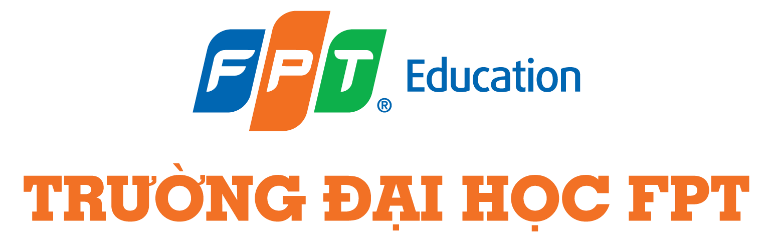 FPT® Education
TRƯỜNG ĐẠI HỌC FPT